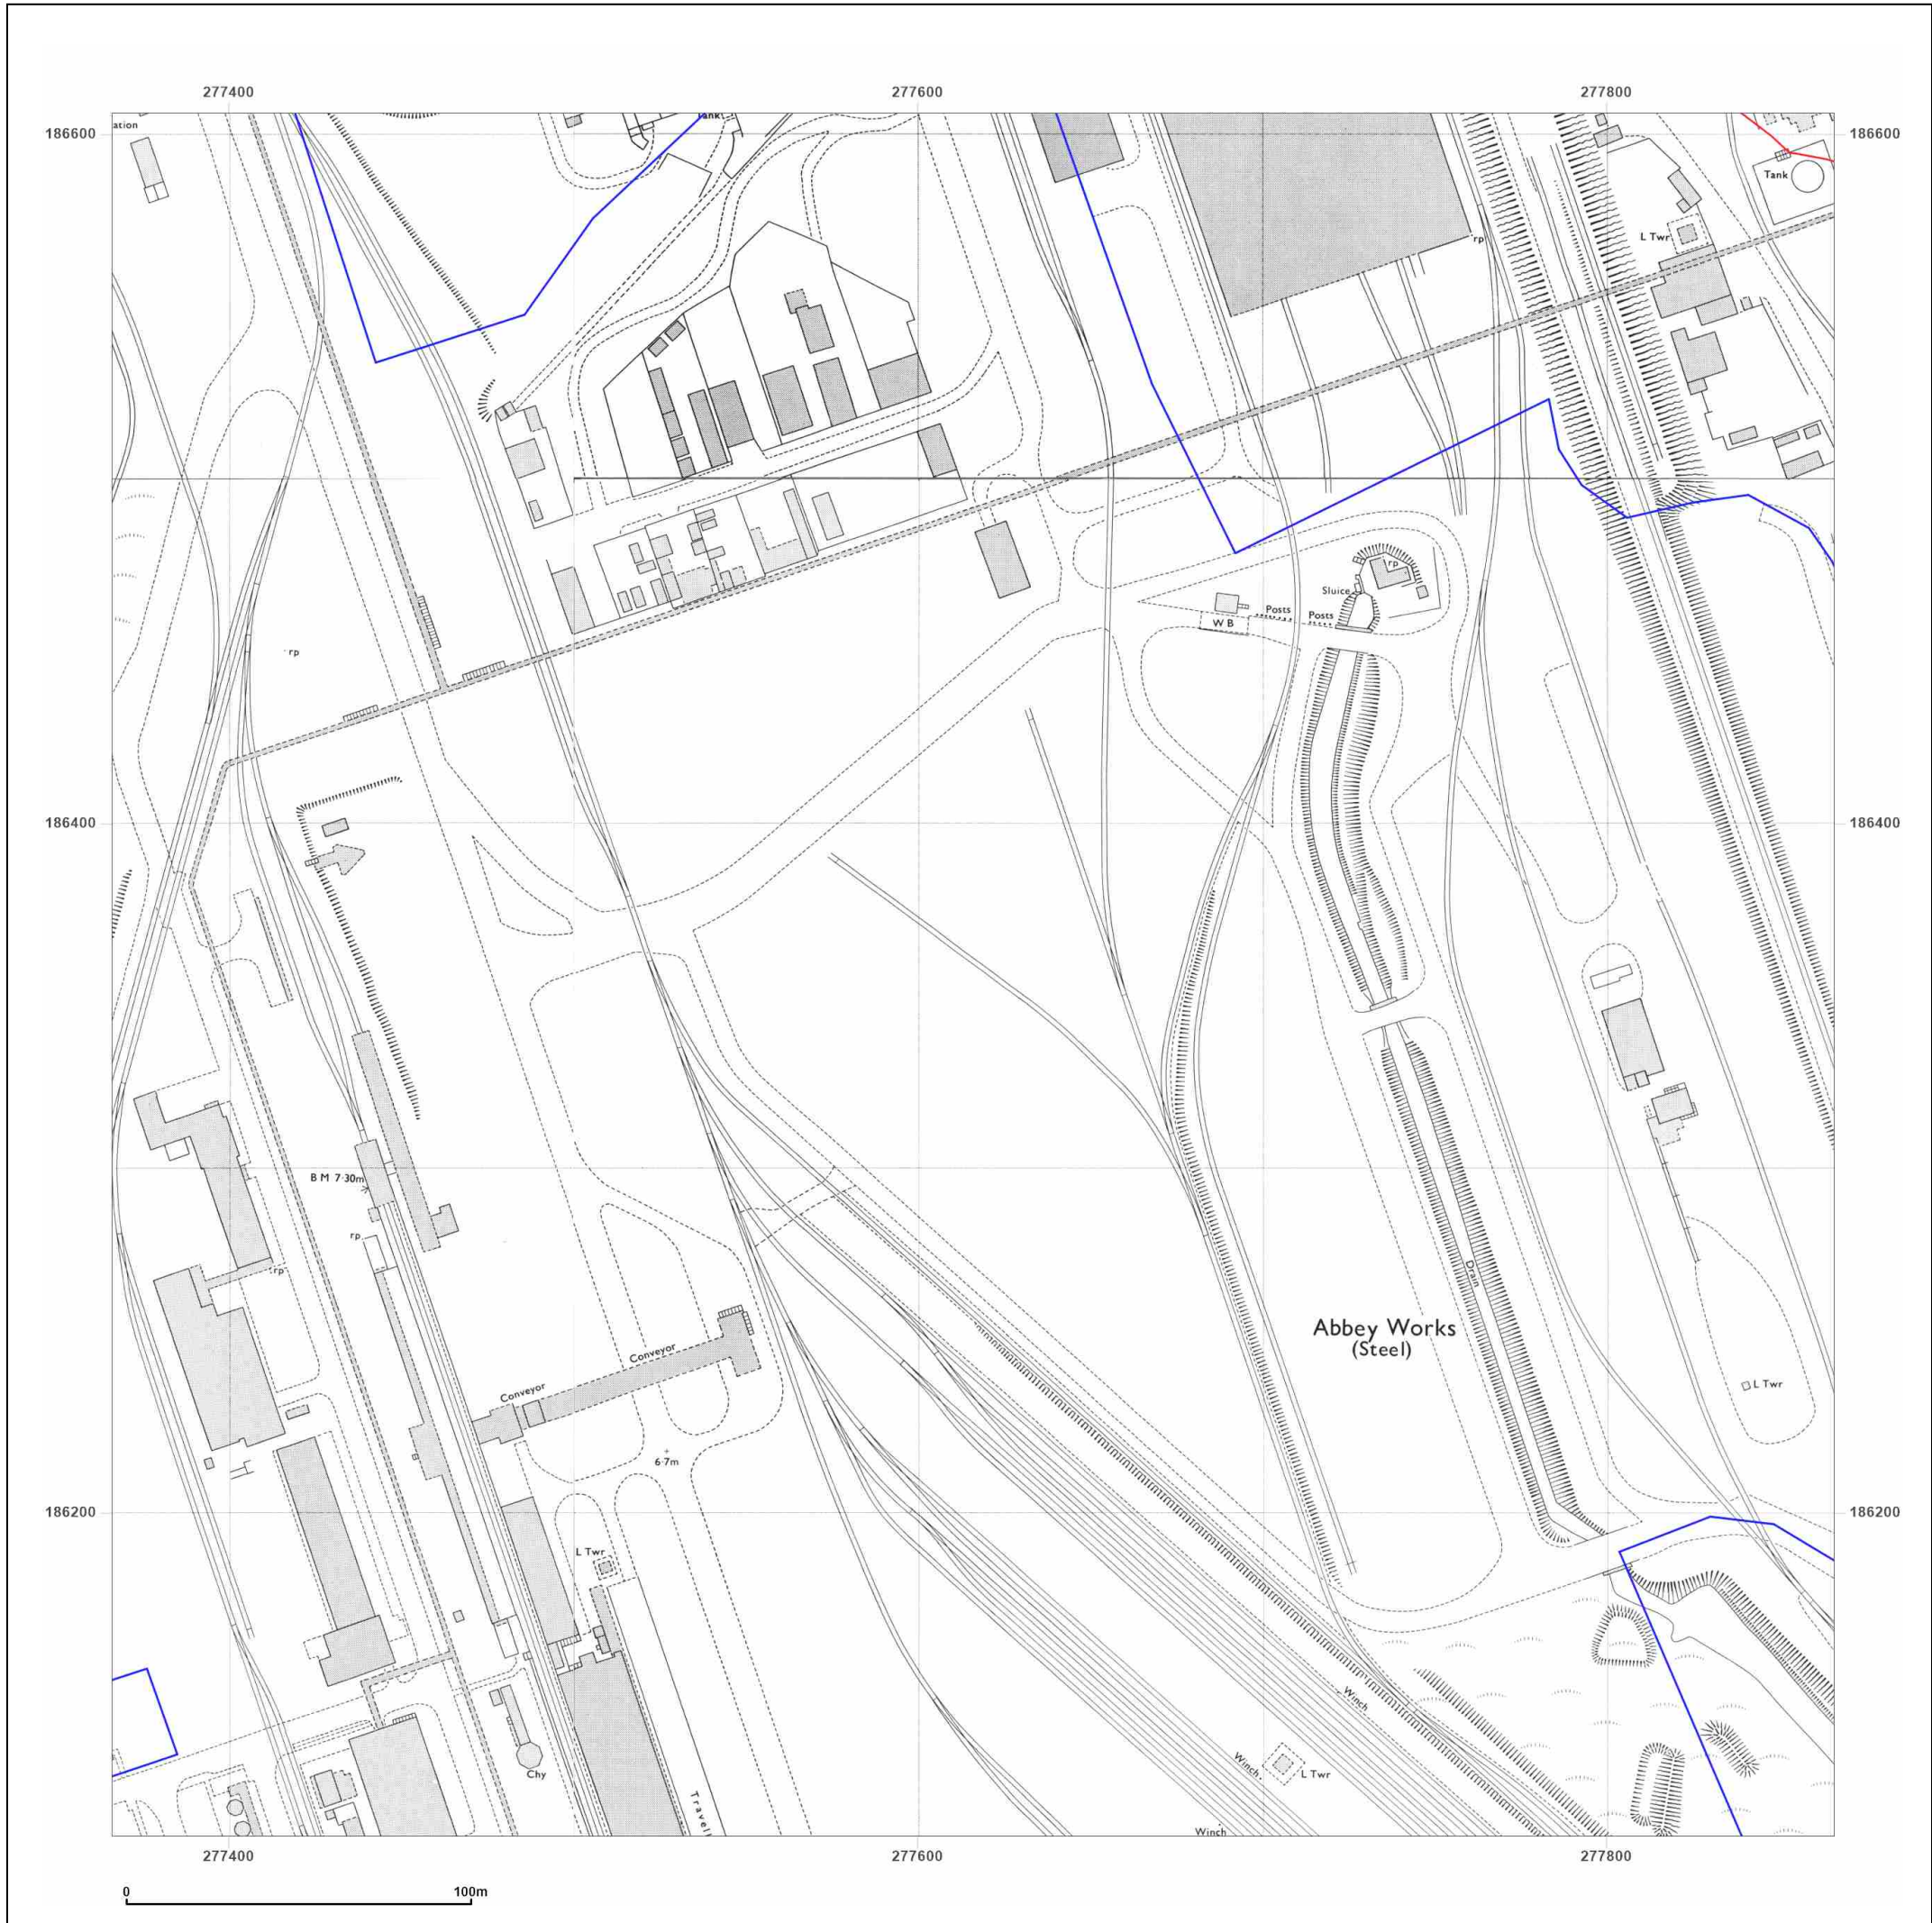 277400
277600
277800
186600
186600
ation
Tank
Tank
L Twr
rp
rp
Sluice
Posts
Posts
W B
rp
186400
186400
B M 7·30m
rp
rp
Drain
Abbey Works
(Steel)
Conveyor
Conveyor
L Twr
6·7m
186200
186200
L Twr
Winch
Winch
L Twr
Chy
Travell
Winch
277400
277600
277800
0
100m